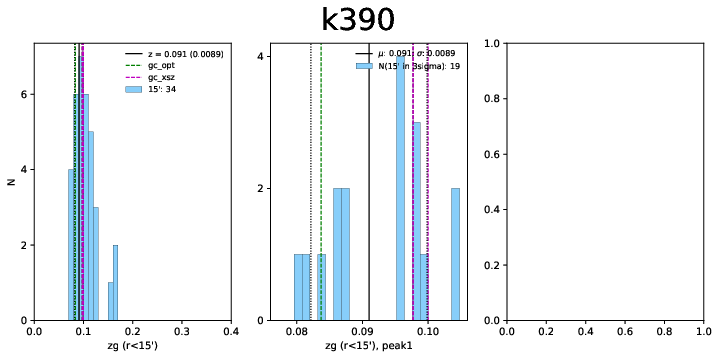 k390
z = 0.091 (0.0089)
gc_opt
gc_xsz
15': 34
N
6
4
2
0
0.0 0.1 0.2 0.3 0.4
zg (r<15')
μ: 0.091, σ: 0.0089
N(15' in 3sigma): 19
4
2
0
0.08 0.09 0.10
zg (r<15'), peak1
1.0
0.8
0.6
0.4
0.2
0.0
0.0 0.2 0.4 0.6 0.8 1.0